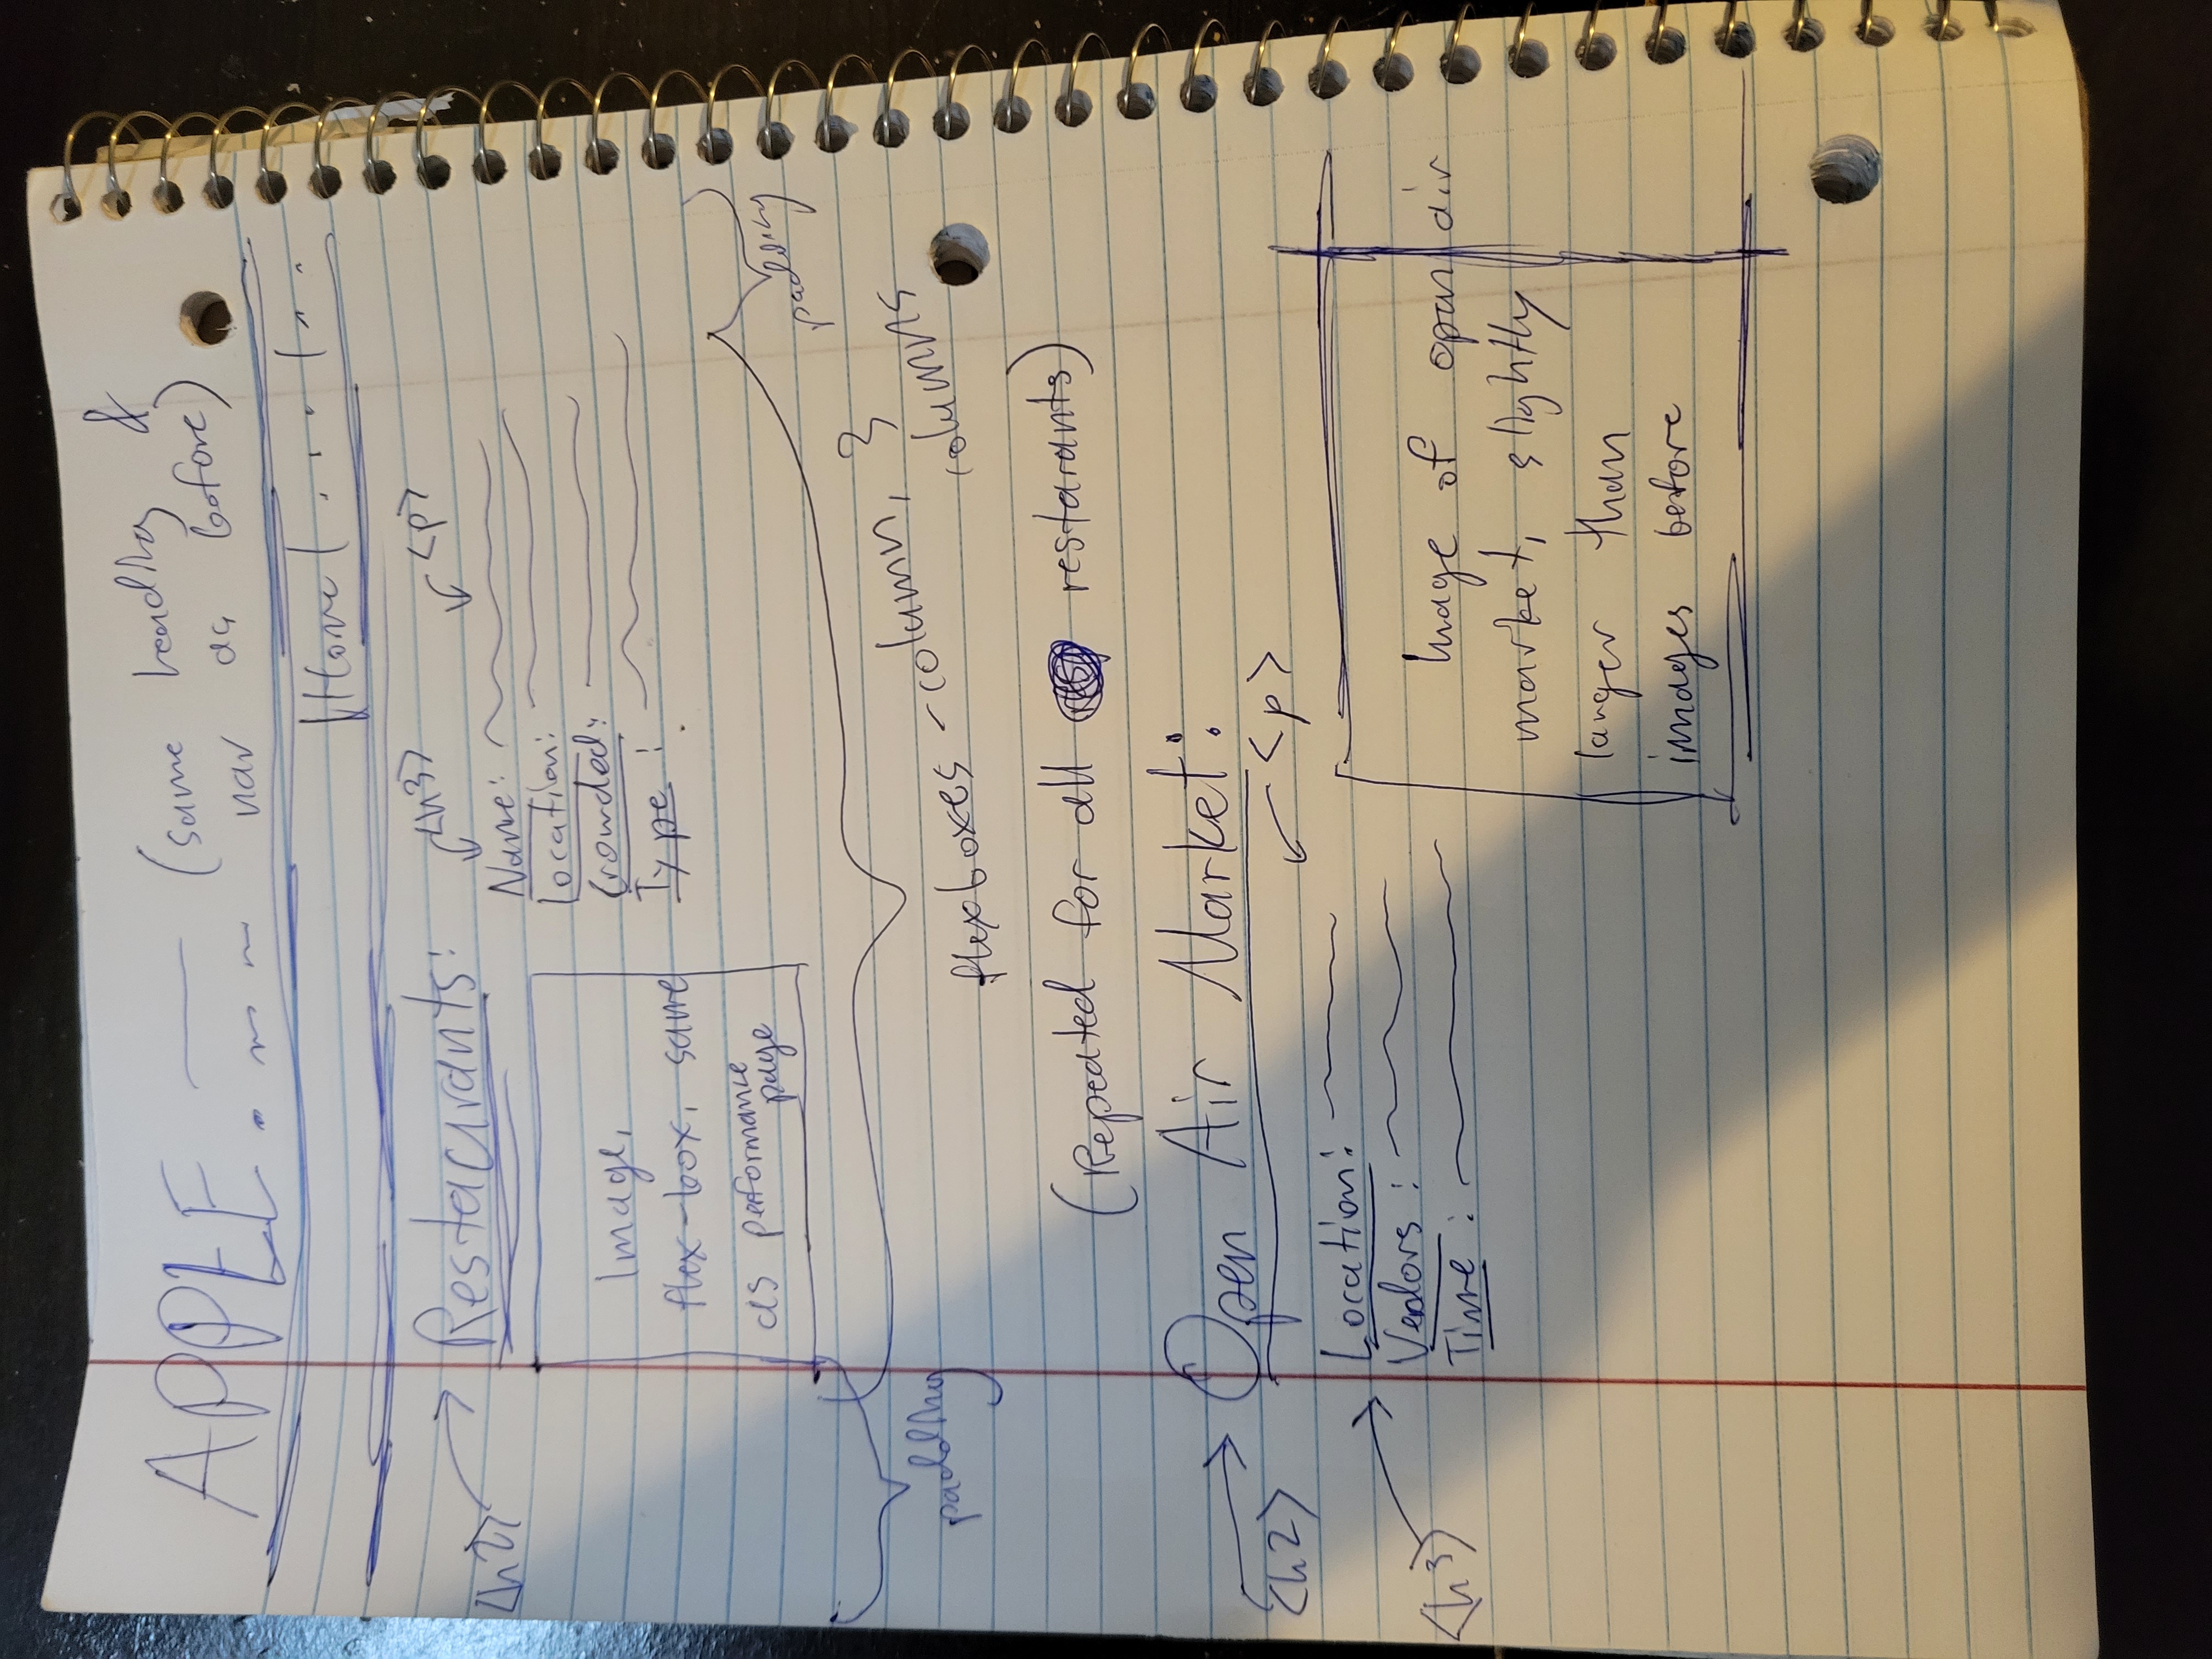 APPLE. (same heading &
nav as before)
|Home| . . . . | . . .
<h2> Restaurants:
<h3> <p>
Name:
Location:
Crowded:
Type:
Image,
flex-box, same
as performance
page
padding
padding
flexboxes-column, 3
columns
(Repeated for all restarants)
<h2> Open Air Market:
<p>
<h3> Location:
Vendors:
Time:
Image of open air
market, slightly
larger than
images before